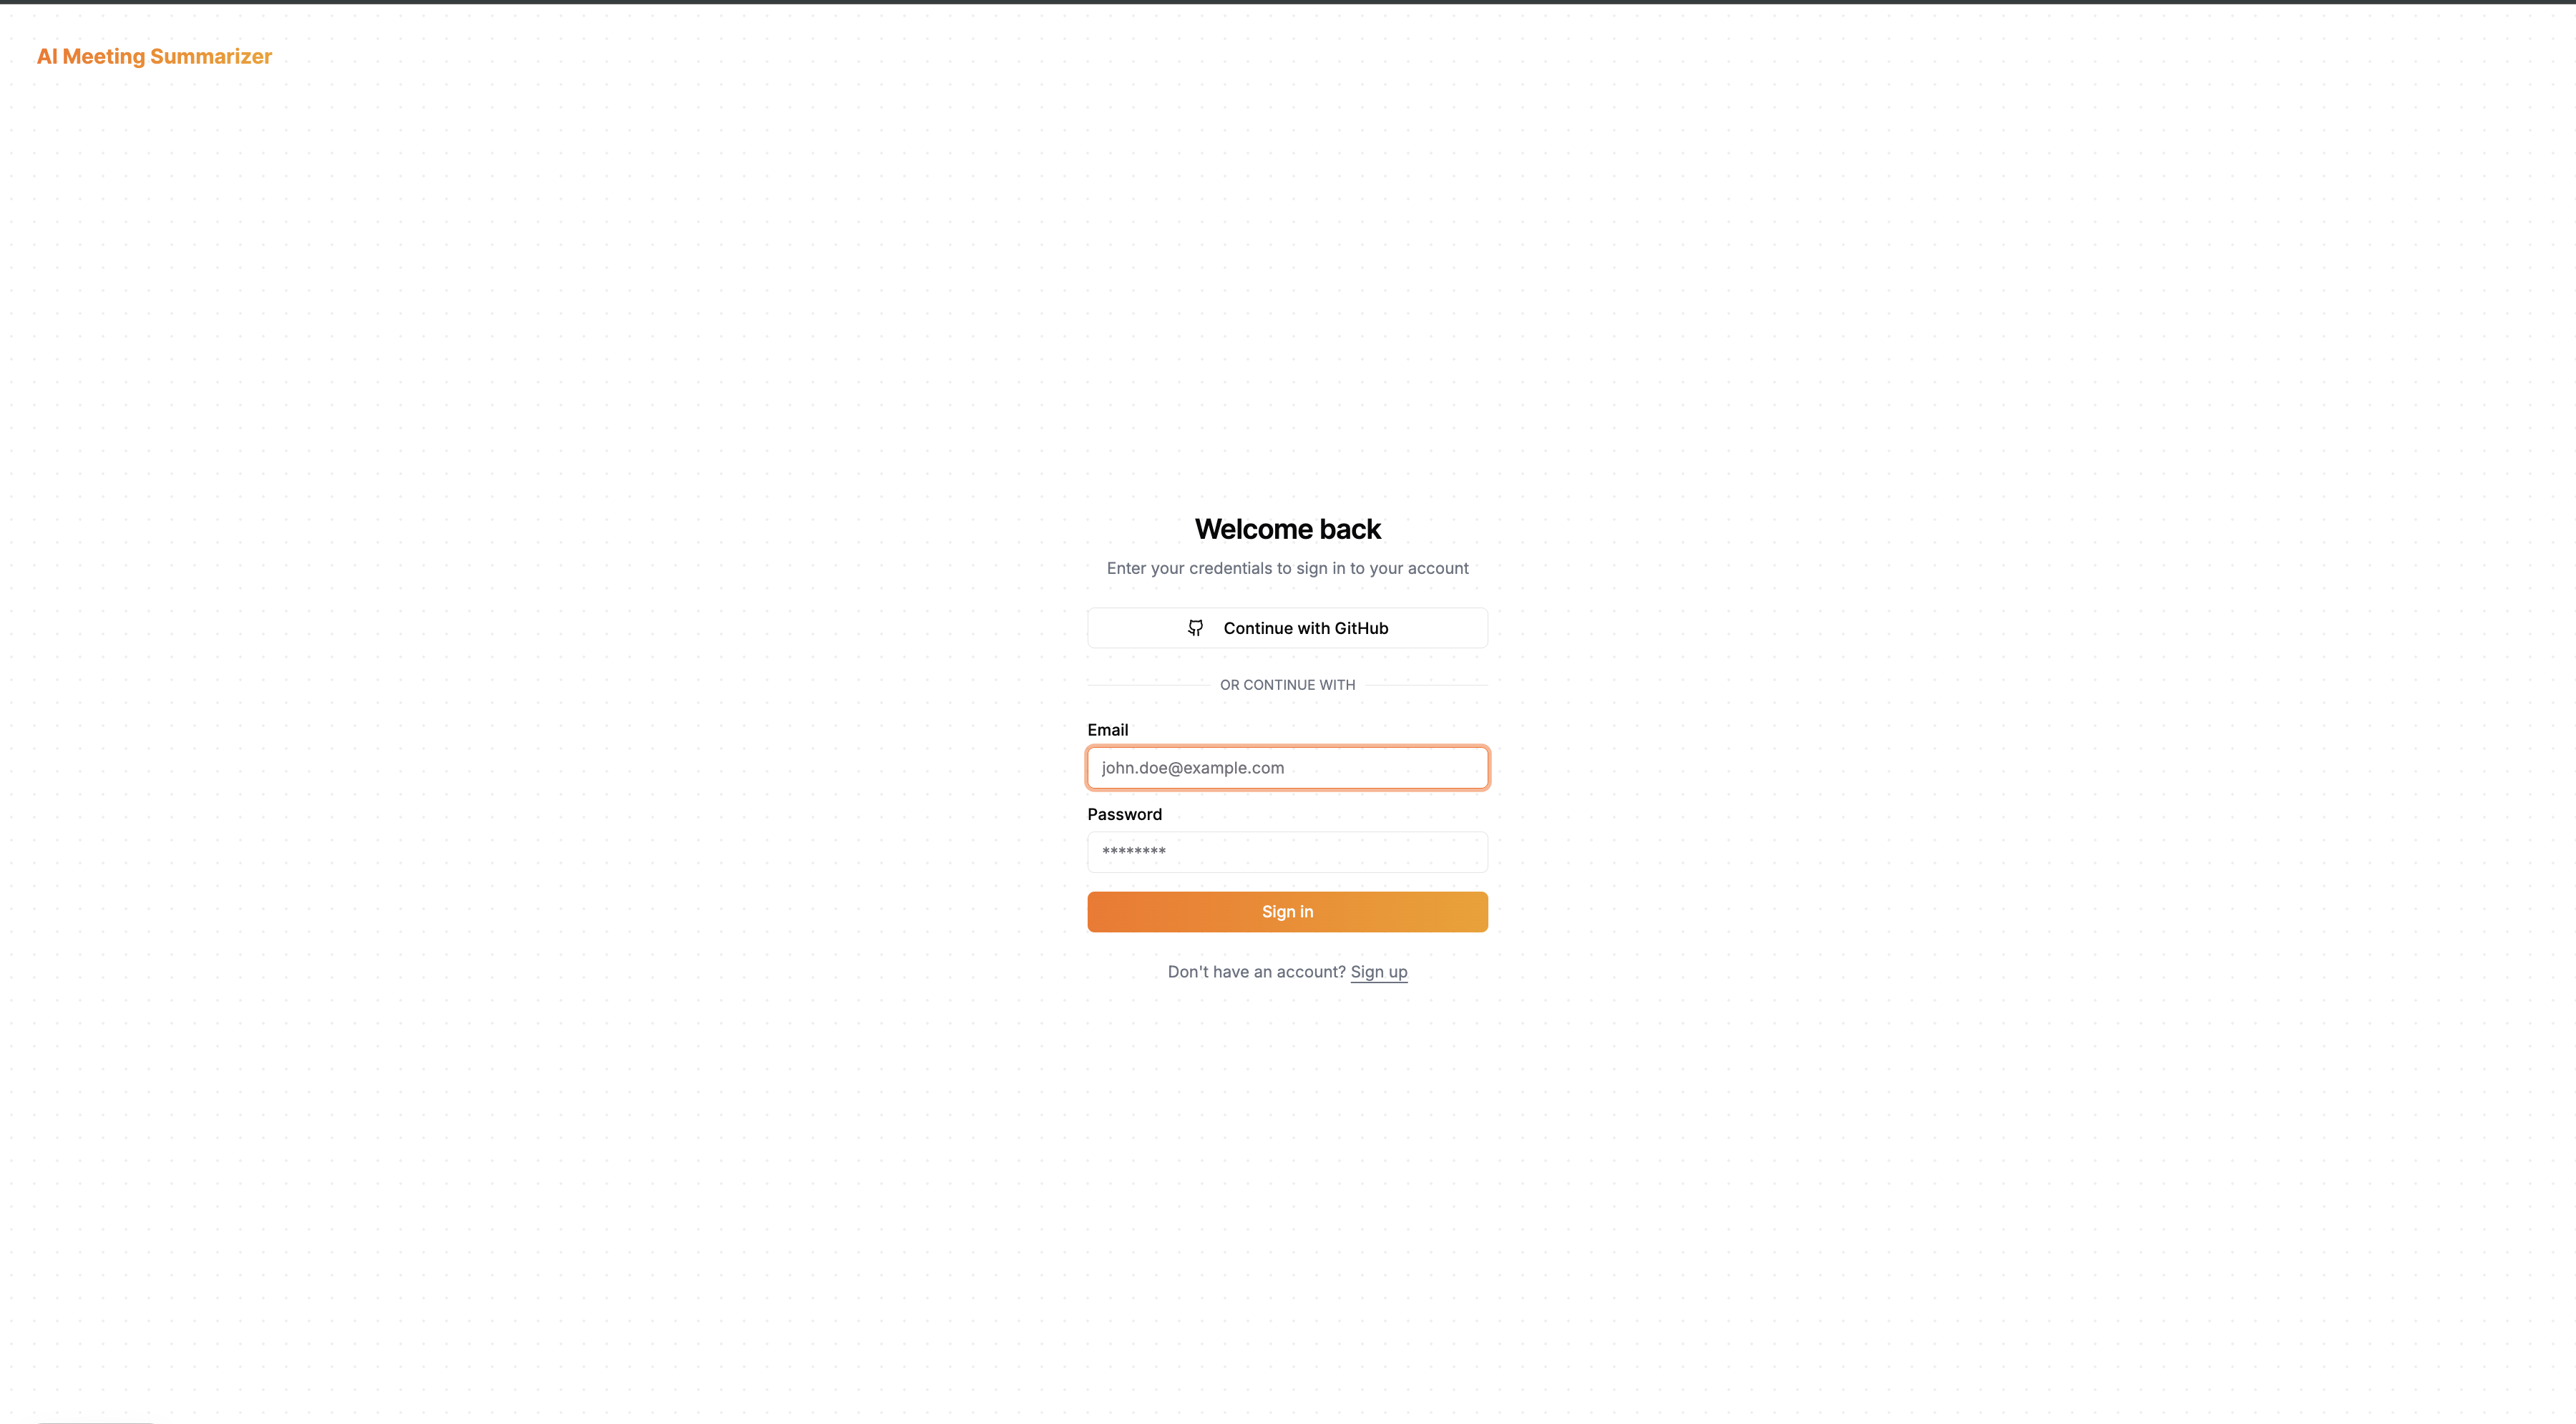 AI Meeting Summarizer
Welcome back
Enter your credentials to sign in to your account
Continue with GitHub
OR CONTINUE WITH
Email
john.doe@example.com
Password
********
Sign in
Don't have an account? Sign up